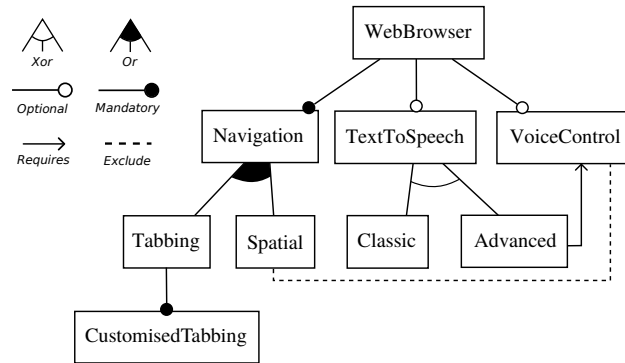 WebBrowser
Xor
Or
Optional
Mandatory
Navigation
TextToSpeech
VoiceControl
Requires
Exclude
Tabbing
Spatial
Classic
Advanced
CustomisedTabbing